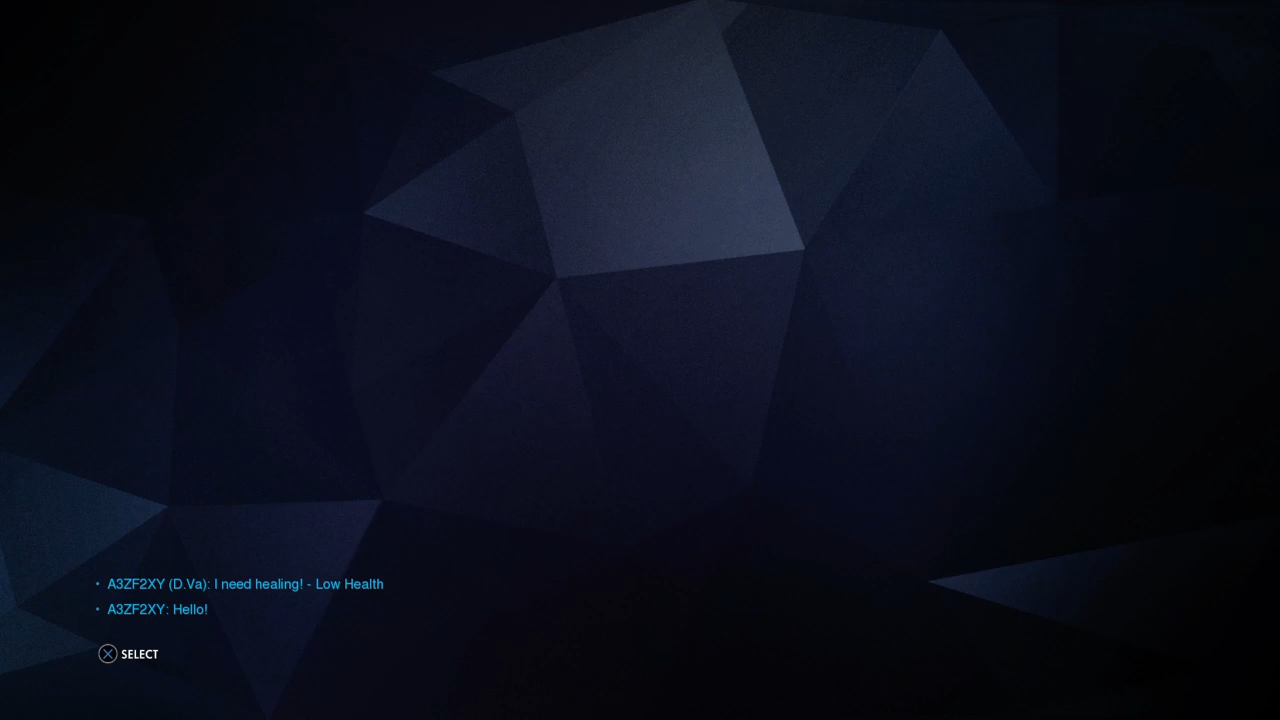 • A3ZF2XY (D.Va): I need healing! - Low Health
• A3ZF2XY: Hello!
SELECT